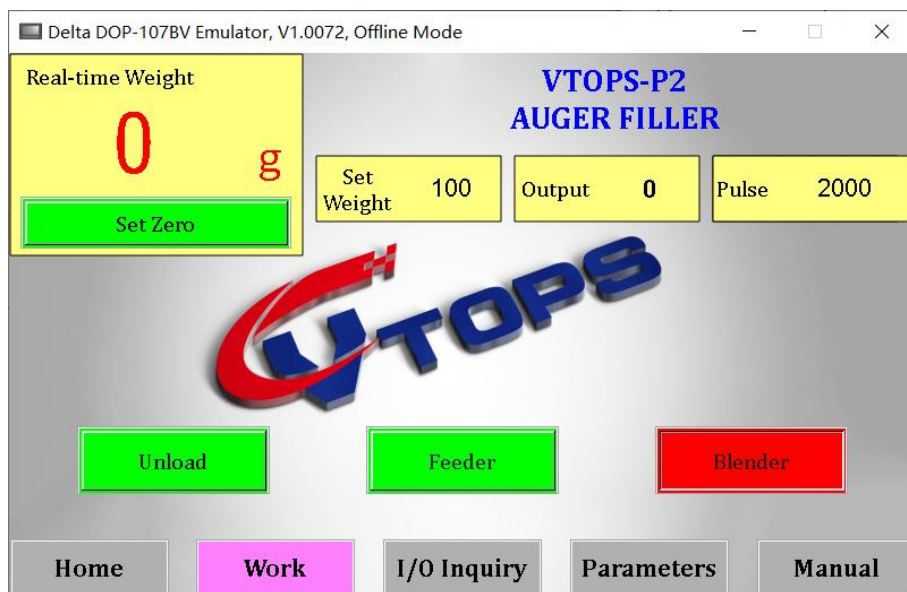 Delta DOP-107BV Emulator, V1.0072, Offline Mode
Real-time Weight
0 g
Set Zero
VTOPS-P2
AUGER FILLER
Set Weight 100
Output 0
Pulse 2000
VTOPS
Unload
Feeder
Blender
Home
Work
I/O Inquiry
Parameters
Manual